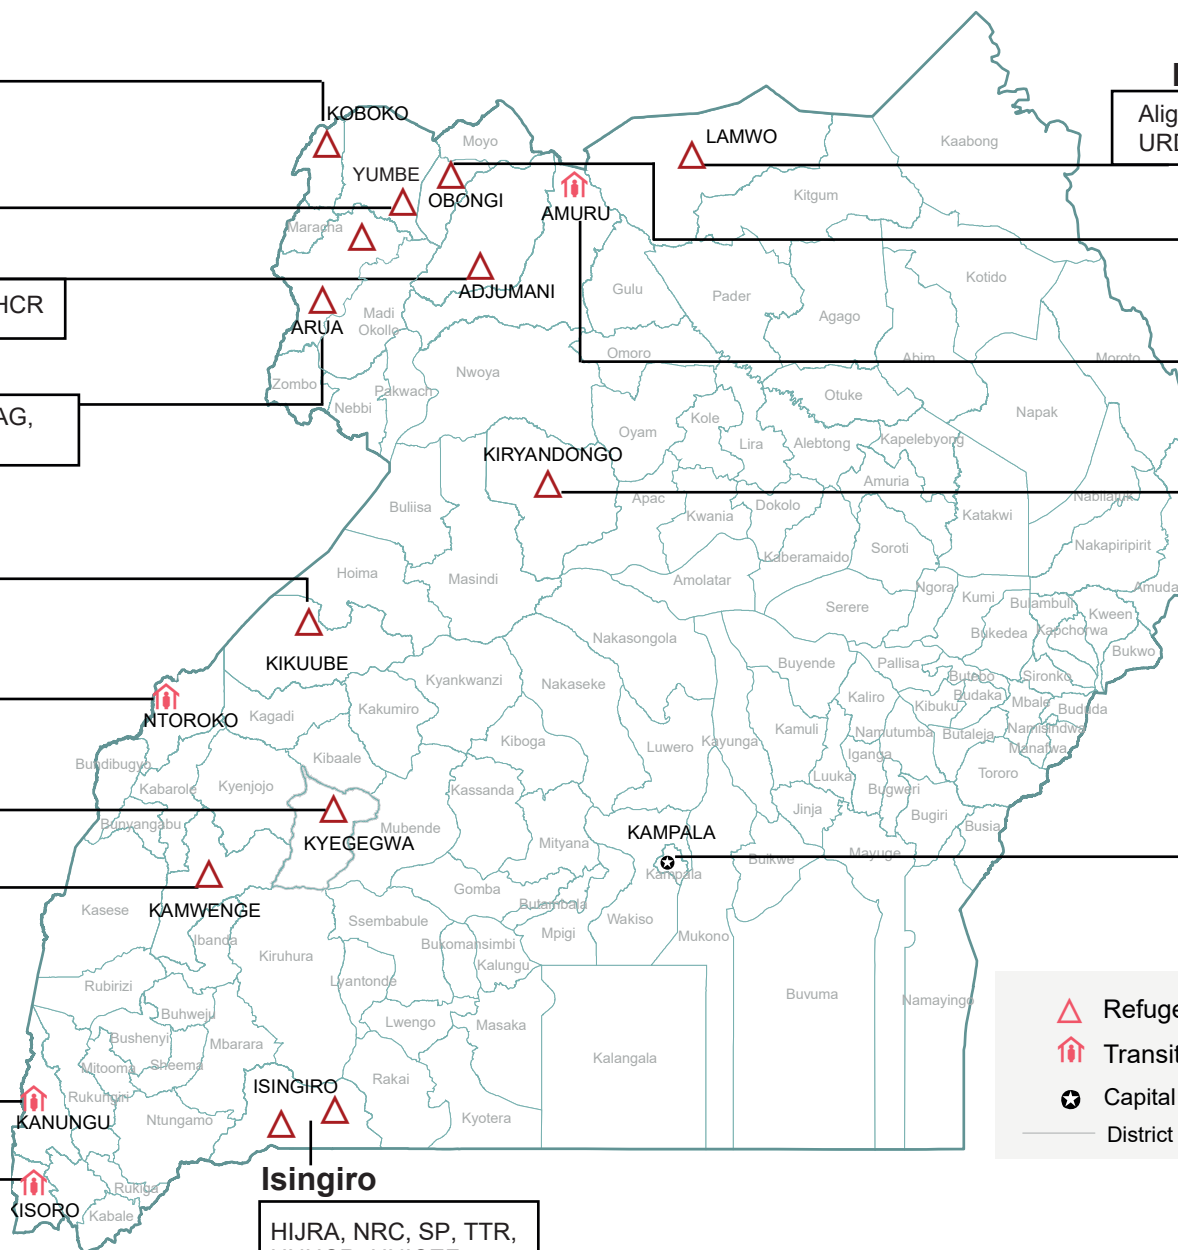 KOBOKO
LAMWO
Alig
URD
Moyo
Kaabong
YUMBE
OBONGI
AMURU
Kitgum
Maracha
ADJUMANI
Gulu
Pader
Kotido
Agago
HCR
ARUA
Madi
Okollo
Omoro
Abim
Moroto
Nwoya
Zombo
Pakwach
Nebbi
Otuke
Napak
AG,
Kole
Oyam
Lira
Alebtong
Kapelebyong
KIRYANDONGO
Amuria
Apac
Nabilatuk
Buliisa
Kwania
Dokolo
Katakwi
Kaberamaido
Soroti
Nakapiripirit
Hoima
Masindi
Amolatar
Ngora
Kumi
Amuda
Serere
Bulambuli
Kween
Bukedea
Kapchorwa
Nakasongola
Bukwo
KIKUUBE
Buyende
Pallisa
Butebo
Sironko
Kyankwanzi
Nakaseke
Budaka
Kaliro
Kibuku
Mbale
Bududa
NTOROKO
Kagadi
Kakumiro
Kamuli
Namutumba
Butaleja
Namisindwa
Kiboga
Luwero
Kayunga
Iganga
Manafwa
Bundibugyo
Kibaale
Luuka
Tororo
Kabarole
Kyenjojo
Kassanda
Bugweri
Jinja
Bugiri
Bunyangabu
Mubende
Busia
KYEGEGWA
Mityana
KAMPALA
Buikwe
Mayuge
Kampala
Gomba
Kasese
KAMWENGE
Butambala
Ssembabule
Wakiso
Mpigi
Mukono
Ibanda
Bukomansimbi
Kiruhura
Kalungu
Rubirizi
Lyantonde
Buvuma
Namayingo
Buhweju
Lwengo
Masaka
Refuge
Bushenyi
Mbarara
Transit
Mitooma
Sheema
Kalangala
Rakai
ISINGIRO
Rukungiri
Capital
KANUNGU
Ntungamo
Kyotera
District
Isingiro
Rukiga
KISORO
Kabale
HIJRA, NRC, SP, TTR,